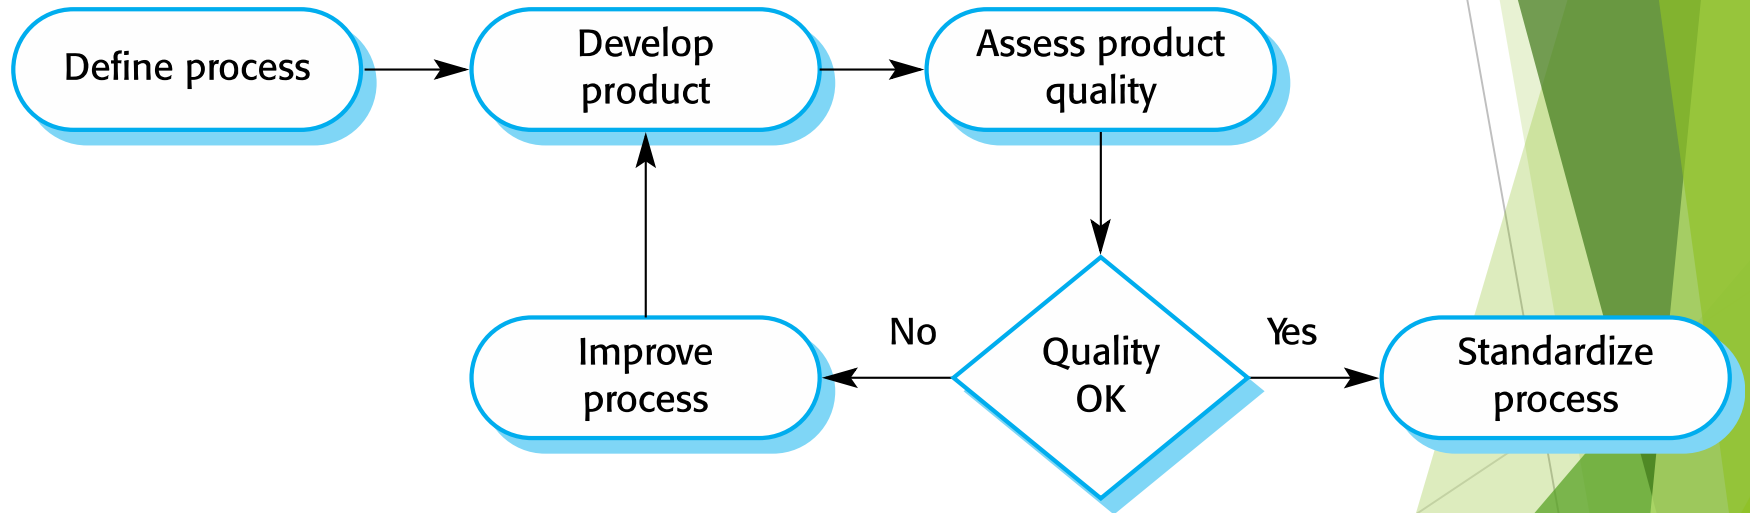 Define process
Develop
product
Assess product
quality
Improve
process
No
Quality
OK
Yes
Standardize
process